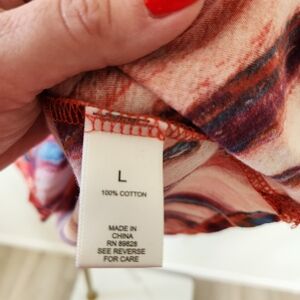 L
100% COTTON
MADE IN
CHINA
RN 89828
SEE REVERSE
FOR CARE